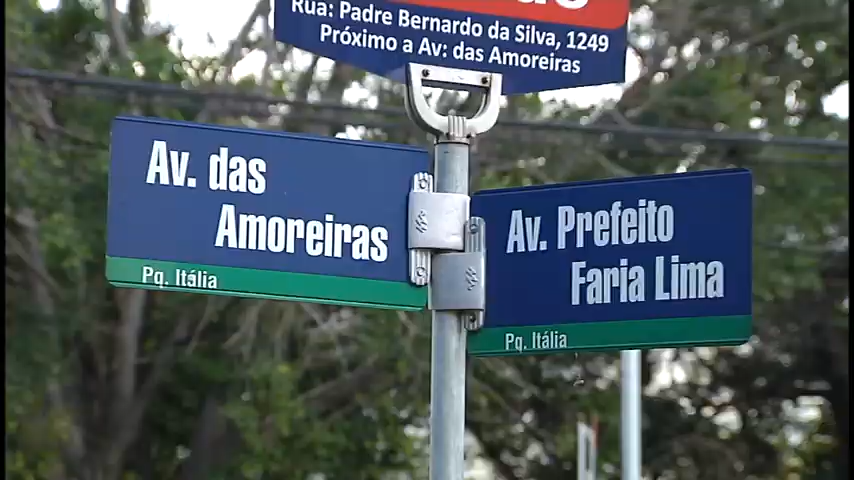 Rua: Padre Bernardo da Silva, 1249
Próximo a Av: das Amoreiras
Av. das
Amoreiras
Pq. Itália
Av. Prefeito
Faria Lima
Pq. Itália